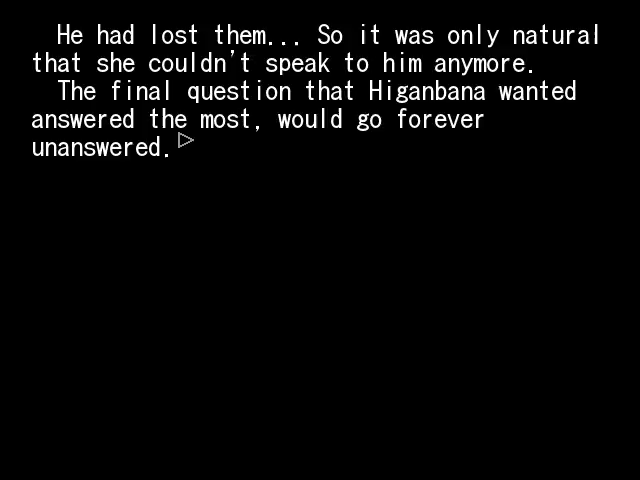 He had lost them... So it was only natural
that she couldn't speak to him anymore.
The final question that Higanbana wanted
answered the most, would go forever
unanswered.